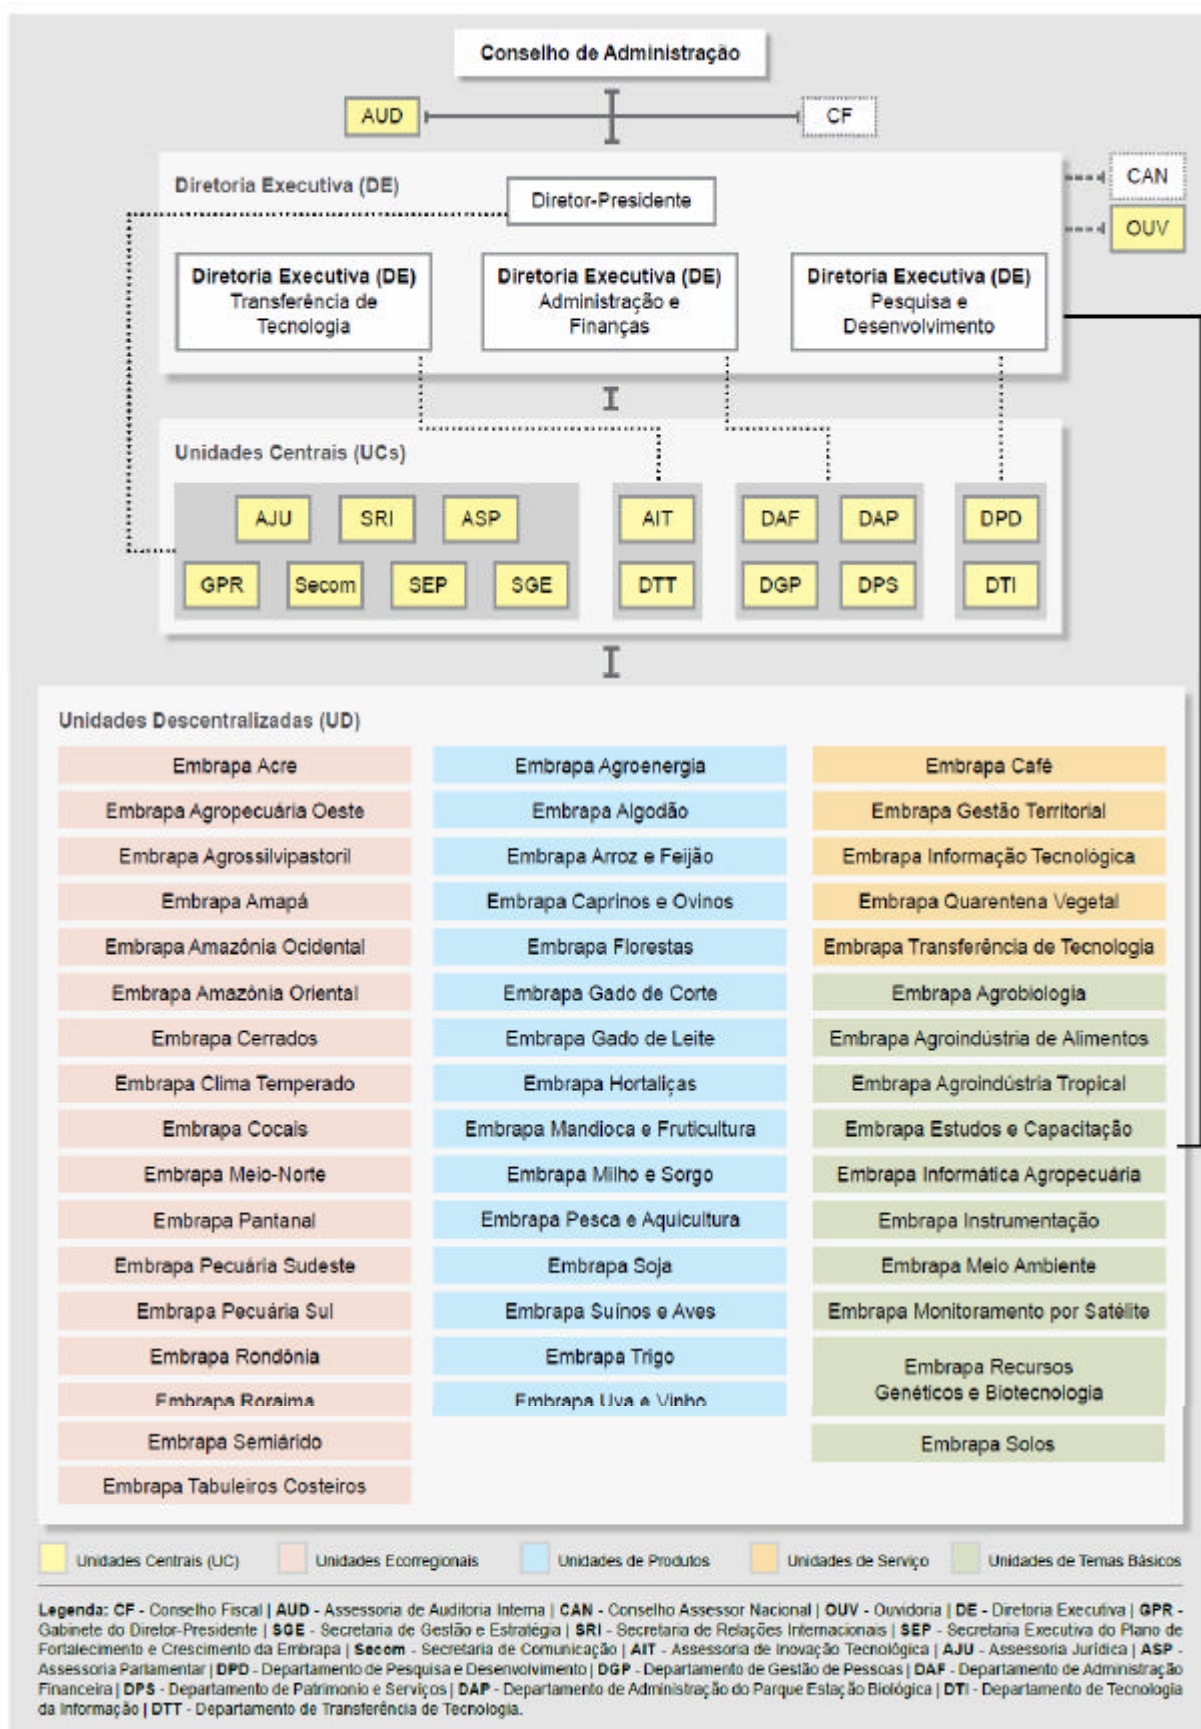 Conselho de Administração
AUD
CF
Diretoria Executiva (DE)
Diretor-Presidente
CAN
OUV
Diretoria Executiva (DE)
Transferência de
Tecnologia
Diretoria Executiva (DE)
Administração e
Finanças
Diretoria Executiva (DE)
Pesquisa e
Desenvolvimento
Unidades Centrais (UCs)
AJU
SRI
ASP
GPR
Secom
SEP
SGE
AIT
DTT
DAF
DAP
DGP
DPS
DPD
DTI
Unidades Descentralizadas (UD)
Embrapa Acre
Embrapa Agropecuária Oeste
Embrapa Agrossilvipastoril
Embrapa Amapá
Embrapa Amazônia Ocidental
Embrapa Amazônia Oriental
Embrapa Cerrados
Embrapa Clima Temperado
Embrapa Cocais
Embrapa Meio-Norte
Embrapa Pantanal
Embrapa Pecuária Sudeste
Embrapa Pecuária Sul
Embrapa Rondônia
Embrapa Roraima
Embrapa Semiárido
Embrapa Tabuleiros Costeiros
Embrapa Agroenergia
Embrapa Algodão
Embrapa Arroz e Feijão
Embrapa Caprinos e Ovinos
Embrapa Florestas
Embrapa Gado de Corte
Embrapa Gado de Leite
Embrapa Hortaliças
Embrapa Mandioca e Fruticultura
Embrapa Milho e Sorgo
Embrapa Pesca e Aquicultura
Embrapa Soja
Embrapa Suínos e Aves
Embrapa Trigo
Embrapa Uva e Vinho
Embrapa Café
Embrapa Gestão Territorial
Embrapa Informação Tecnológica
Embrapa Quarentena Vegetal
Embrapa Transferência de Tecnologia
Embrapa Agrobiologia
Embrapa Agroindústria de Alimentos
Embrapa Agroindústria Tropical
Embrapa Estudos e Capacitação
Embrapa Informática Agropecuária
Embrapa Instrumentação
Embrapa Meio Ambiente
Embrapa Monitoramento por Satélite
Embrapa Recursos
Genéticos e Biotecnologia
Embrapa Solos
Unidades Centrais (UC)
Unidades Ecorregionais
Unidades de Produtos
Unidades de Serviço
Unidades de Temas Básicos
Legenda: CF - Conselho Fiscal | AUD - Assessoria de Auditoria Interna | CAN - Conselho Assessor Nacional | OUV - Ouvidoria | DE - Diretoria Executiva | GPR -
Gabinete do Diretor-Presidente | SGE - Secretaria de Gestão e Estratégia | SRI - Secretaria de Relações Internacionais | SEP - Secretaria Executiva do Plano de
Fortalecimento e Crescimento da Embrapa | Secom - Secretaria de Comunicação | AIT - Assessoria de Inovação Tecnológica | AJU - Assessoria Jurídica | ASP -
Assessoria Parlamentar | DPD - Departamento de Pesquisa e Desenvolvimento | DGP - Departamento de Gestão de Pessoas | DAF - Departamento de Administração
Financeira | DPS - Departamento de Patrimonio e Serviços | DAP - Departamento de Administração do Parque Estação Biológica | DTI - Departamento de Tecnologia
da Informação | DTT - Departamento de Transferência de Tecnologia.